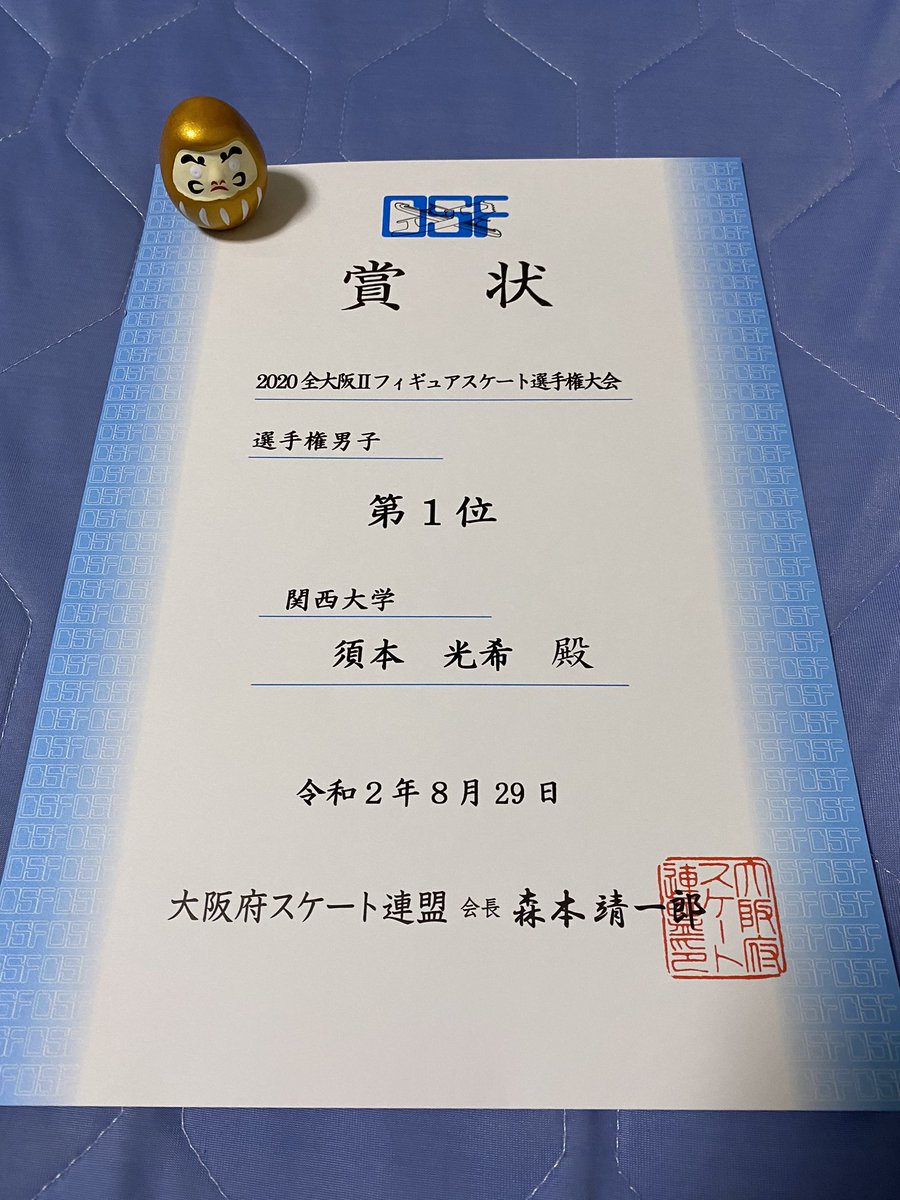 OSF
賞 状
2020 全大阪Ⅱフィギュアスケート選手権大会
選手権男子
第 1 位
関西大学
須本 光希 殿
令和 2 年 8 月 29 日
大阪府スケート連盟 会長 森本靖一郎
大阪府
スケート
連盟印